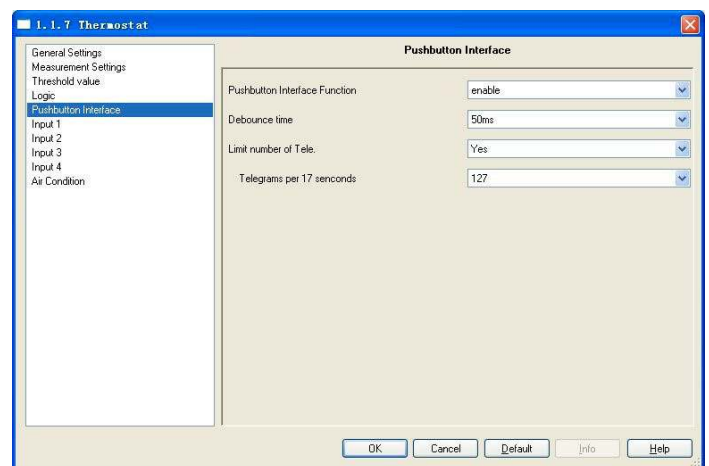 1.1.7 Thermostat
General Settings
Measurement Settings
Threshold value
Logic
Pushbutton Interface
Input 1
Input 2
Input 3
Input 4
Air Condition
Pushbutton Interface
Pushbutton Interface Function enable
Debounce time 50ms
Limit number of Tele. Yes
Telegrams per 17 senconds 127
OK Cancel Default Info Help